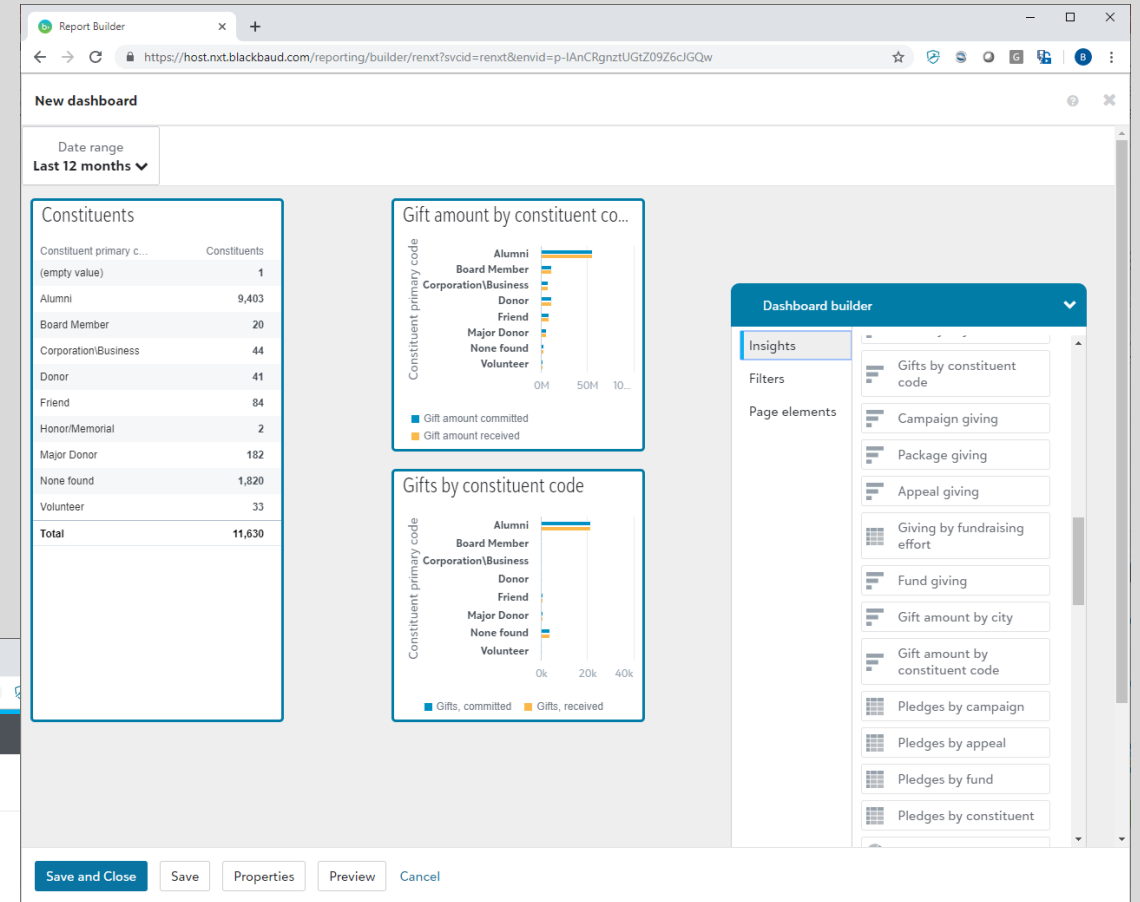 Report Builder
https://host.nxt.blackbaud.com/reporting/builder/renxt?svcid=renxt&envid=p-IAnCRgnztUGtZ09Z6cJGQw
G
B
New dashboard
Date range
Last 12 months
Constituents
Constituent primary c... Constituents
(empty value) 1
Alumni 9,403
Board Member 20
Corporation\Business 44
Donor 41
Friend 84
Honor/Memorial 2
Major Donor 182
None found 1,820
Volunteer 33
Total 11,630
Gift amount by constituent co...
Constituent primary code
Alumni
Board Member
Corporation\Business
Donor
Friend
Major Donor
None found
Volunteer
0M 50M 10...
Gift amount committed
Gift amount received
Gifts by constituent code
Constituent primary code
Alumni
Board Member
Corporation\Business
Donor
Friend
Major Donor
None found
Volunteer
0k 20k 40k
Gifts, committed Gifts, received
Dashboard builder
Insights
Filters
Page elements
Gifts by constituent
code
Campaign giving
Package giving
Appeal giving
Giving by fundraising
effort
Fund giving
Gift amount by city
Gift amount by
constituent code
Pledges by campaign
Pledges by appeal
Pledges by fund
Pledges by constituent
Save and Close Save Properties Preview Cancel